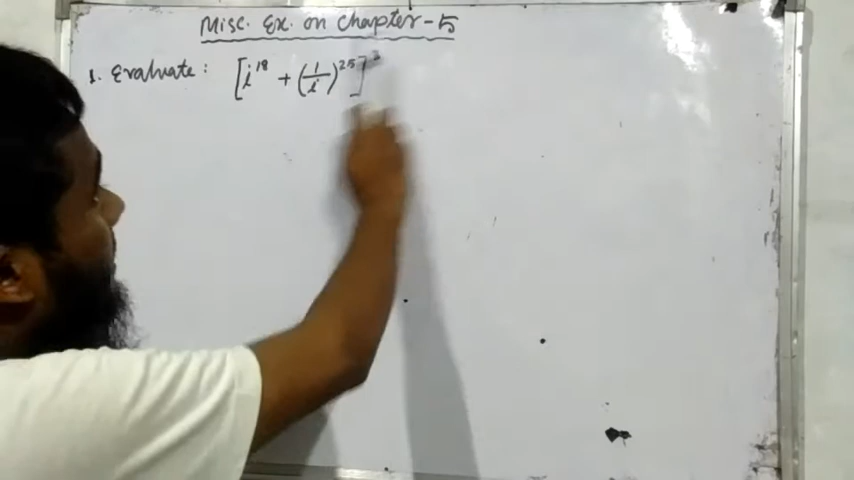 Misc. Ex. on Chapter-5
1. Evaluate: [i^18 + (1/i)^25]^3